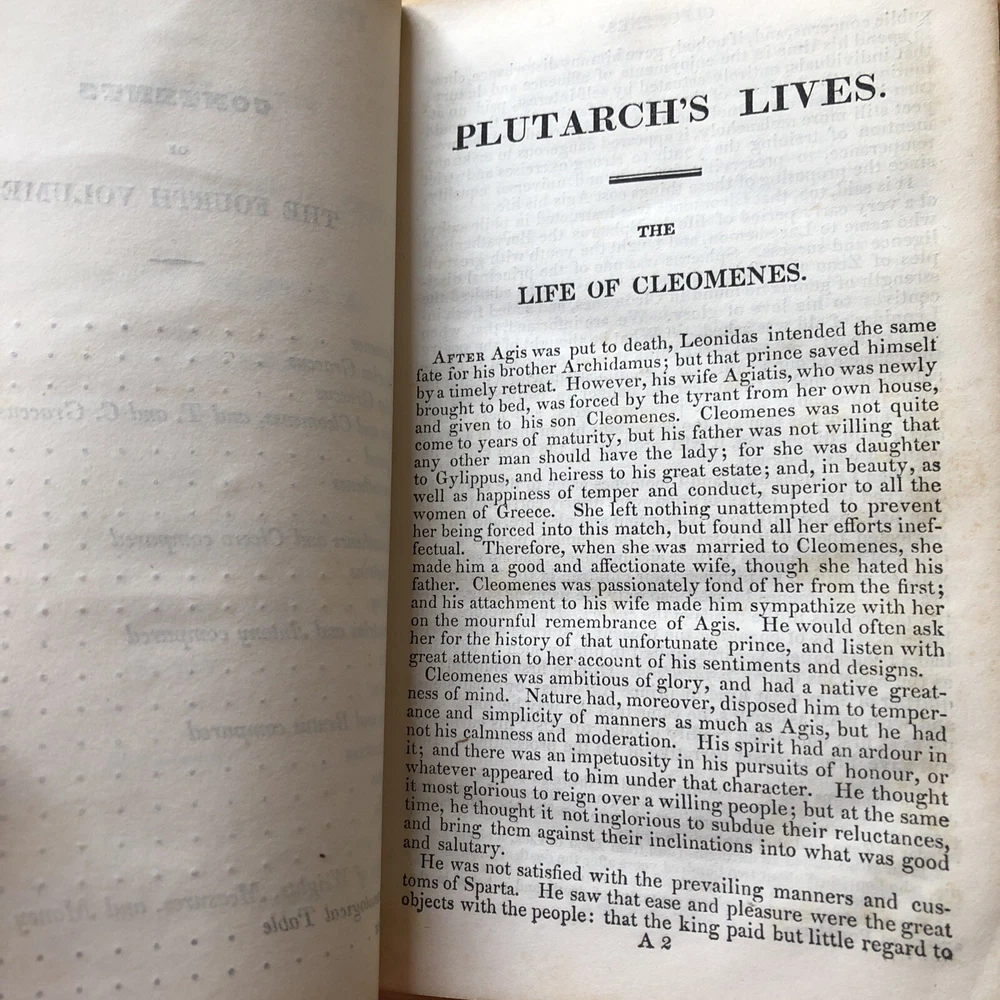 PLUTARCH'S LIVES.
THE
LIFE OF CLEOMENES.
AFTER Agis was put to death, Leonidas intended the same
fate for his brother Archidamus; but that prince saved himself
by a timely retreat. However, his wife Agiatis, who was newly
brought to bed, was forced by the tyrant from her own house,
and given to his son Cleomenes. Cleomenes was not quite
come to years of maturity, but his father was not willing that
any other man should have the lady; for she was daughter
to Gylippus, and heiress to his great estate; and, in beauty, as
well as happiness of temper and conduct, superior to all the
women of Greece. She left nothing unattempted to prevent
her being forced into this match, but found all her efforts inef-
fectual. Therefore, when she was married to Cleomenes, she
made him a good and affectionate wife, though she hated his
father. Cleomenes was passionately fond of her from the first;
and his attachment to his wife made him sympathize with her
on the mournful remembrance of Agis. He would often ask
her for the history of that unfortunate prince, and listen with
great attention to her account of his sentiments and designs.
Cleomenes was ambitious of glory, and had a native great-
ness of mind. Nature had, moreover, disposed him to temper-
ance and simplicity of manners as much as Agis, but he had
not his calmness and moderation. His spirit had an ardour in
it; and there was an impetuosity in his pursuits of honour, or
whatever appeared to him under that character. He thought
it most glorious to reign over a willing people; but at the same
time, he thought it not inglorious to subdue their reluctances,
and bring them against their inclinations into what was good
and salutary.
He was not satisfied with the prevailing manners and cus-
toms of Sparta. He saw that ease and pleasure were the great
objects with the people: that the king paid but little regard to
A 2